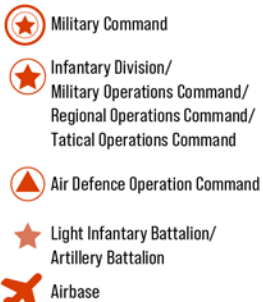 Military Command
Infantary Division/
Military Operations Command/
Regional Operations Command/
Tatical Operations Command
Air Defence Operation Command
Light Infantary Battalion/
Artillery Battalion
Airbase